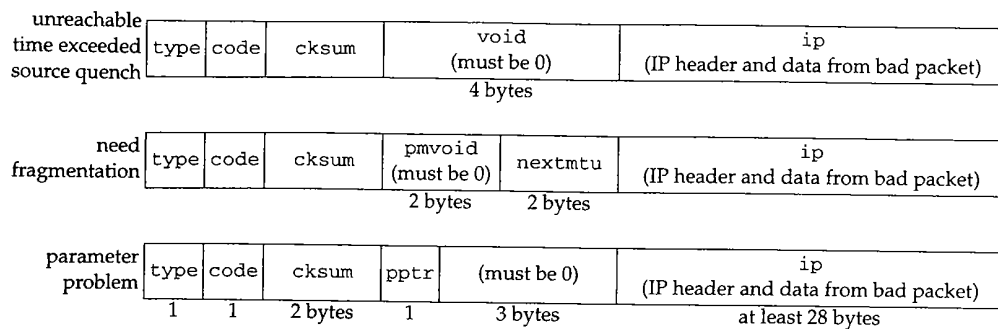 unreachable
time exceeded
source quench
type code cksum void ip
(must be 0) (IP header and data from bad packet)
4 bytes
need
fragmentation
type code cksum pmvoid nextmtu ip
(must be 0) (IP header and data from bad packet)
2 bytes 2 bytes
parameter
problem
type code cksum pptr (must be 0) ip
(IP header and data from bad packet)
1 1 2 bytes 1 3 bytes at least 28 bytes